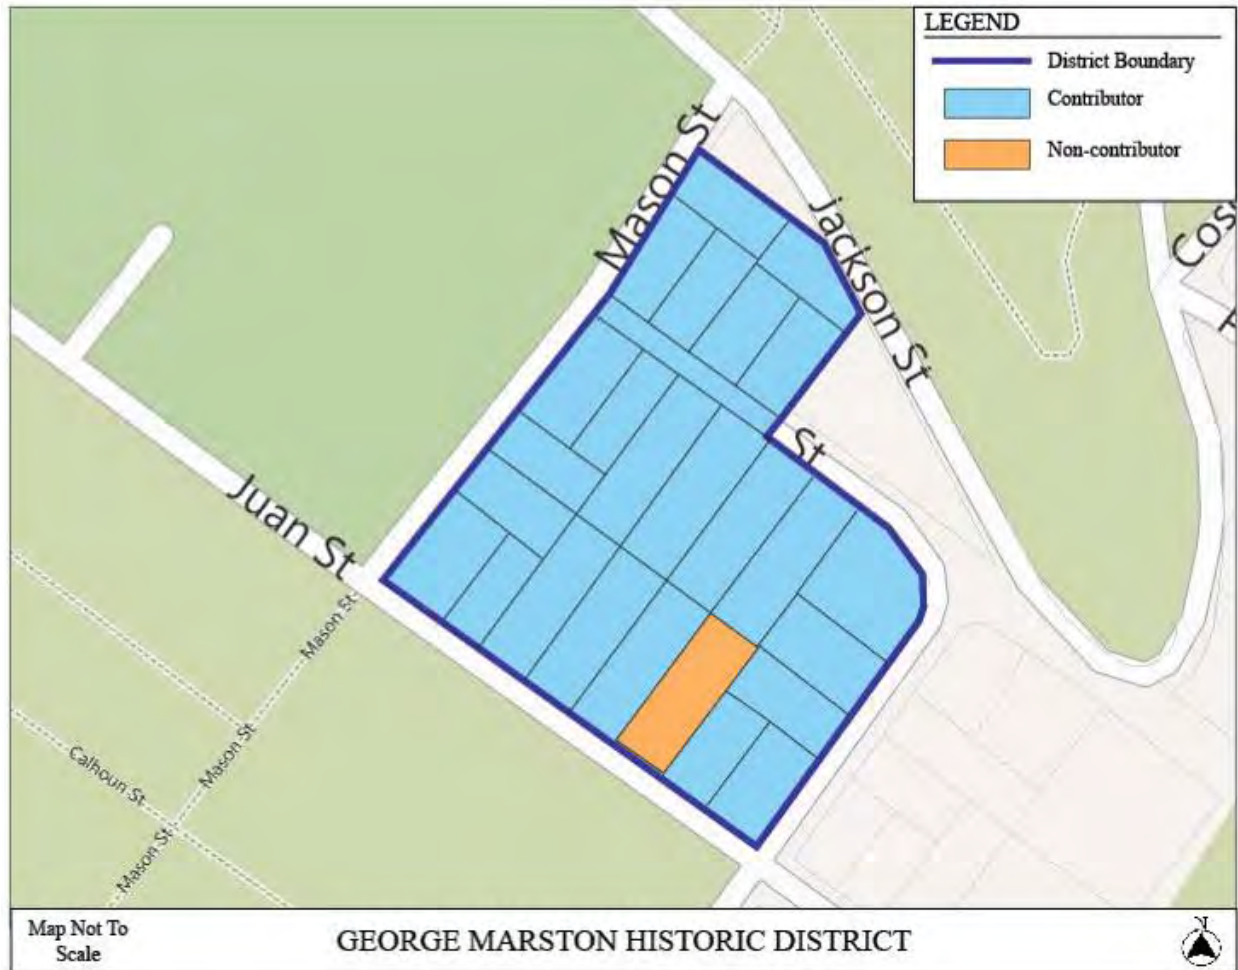 LEGEND
District Boundary
Contributor
Non-contributor
Mason St
Jackson St
Cos
St
Juan St
Mason St
Mason St
Calhoun St
Mason St
Map Not To
Scale
GEORGE MARSTON HISTORIC DISTRICT